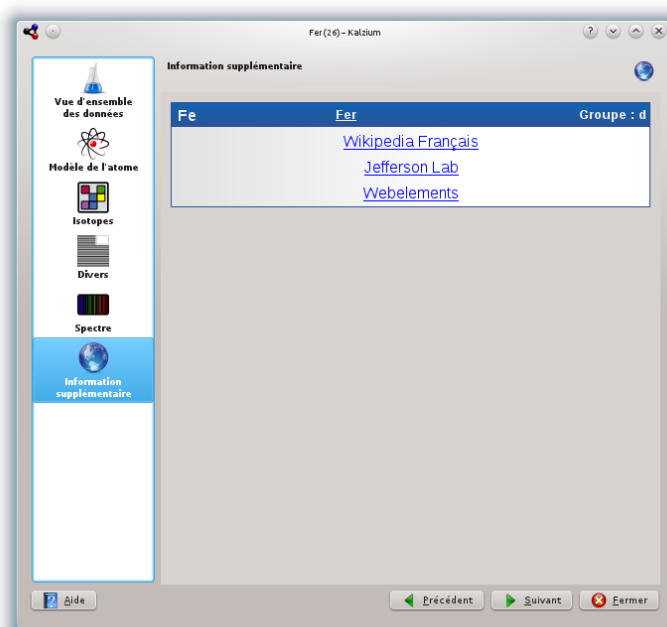 Fer(26) – Kalzium
Information supplémentaire
Vue d'ensemble
des données
Modèle de l'atome
Isotopes
Divers
Spectre
Information
supplémentaire
Fe Fer Groupe : d
Wikipedia Français
Jefferson Lab
Webelements
Aide Précédent Suivant Fermer